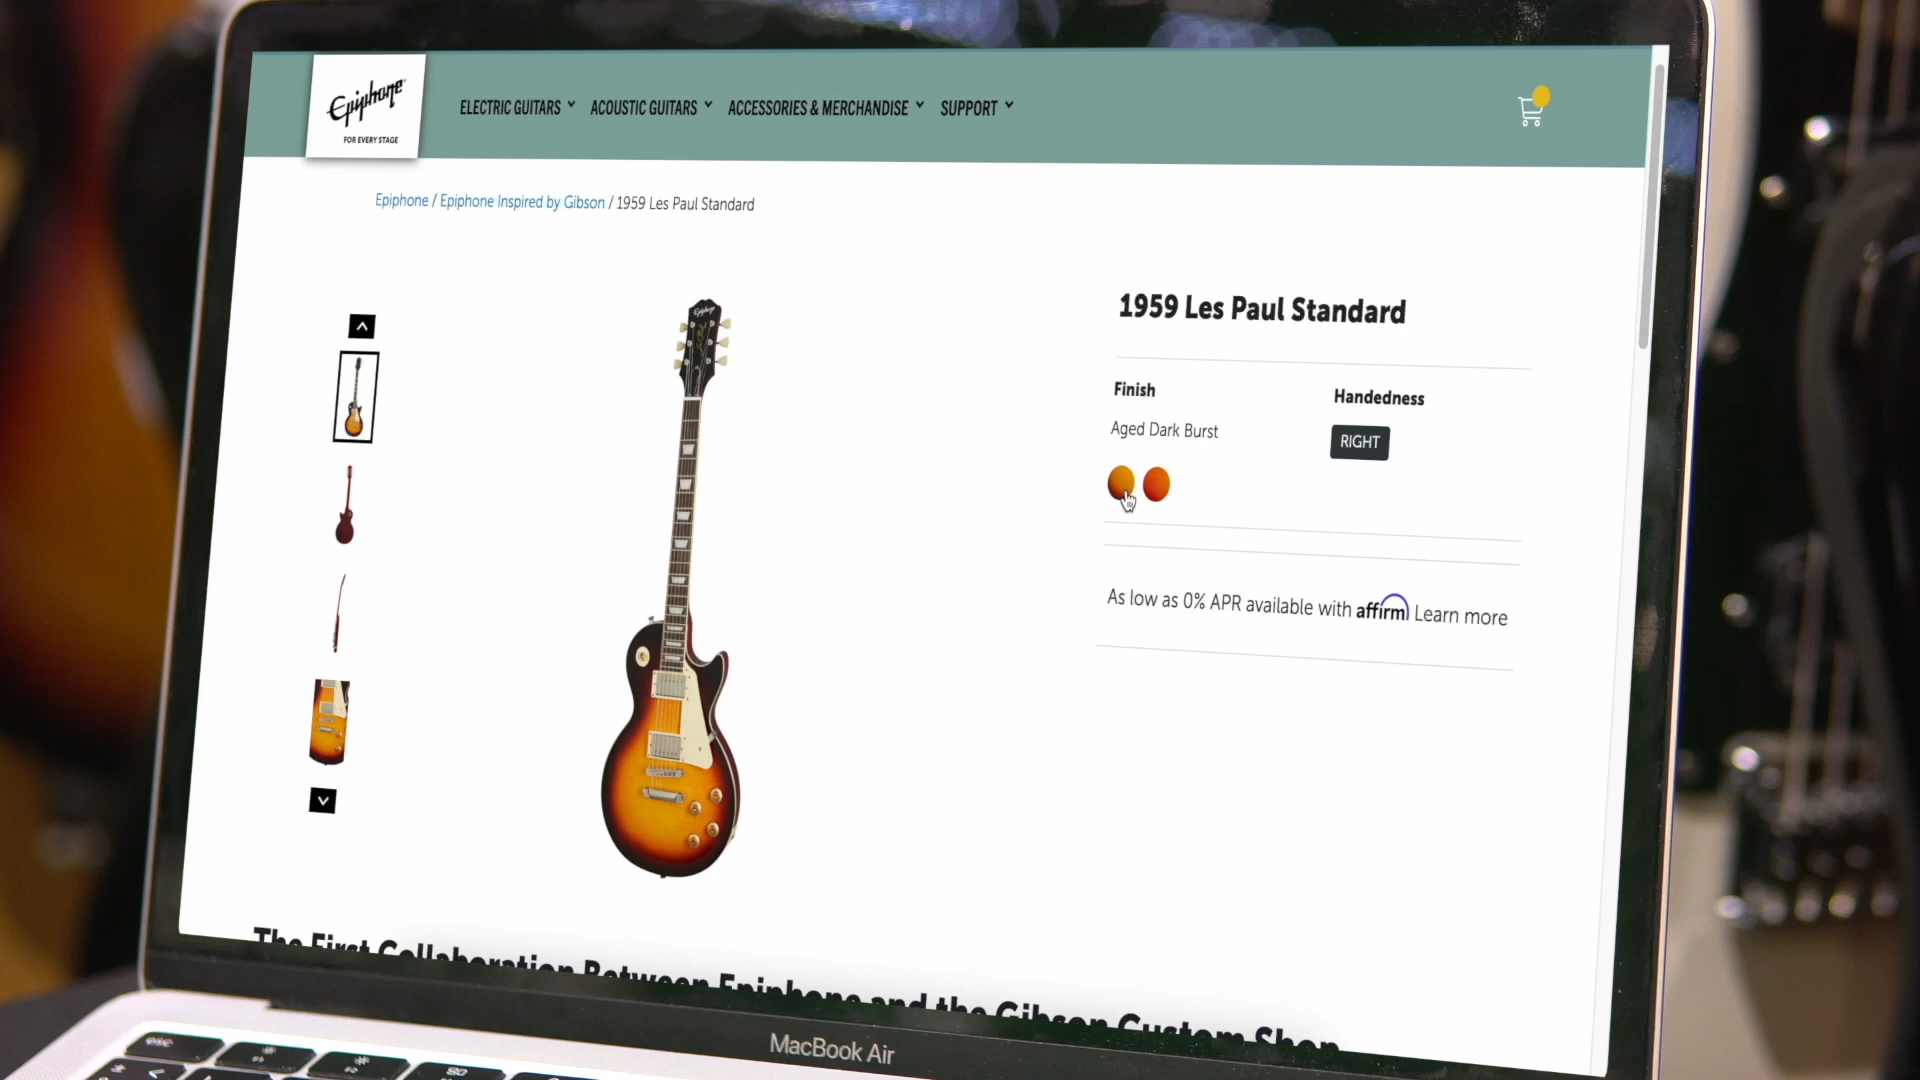 Epiphone
FOR EVERY STAGE
ELECTRIC GUITARS
ACOUSTIC GUITARS
ACCESSORIES & MERCHANDISE
SUPPORT
Epiphone / Epiphone Inspired by Gibson / 1959 Les Paul Standard
Epiphone
1959 Les Paul Standard
Finish
Handedness
Aged Dark Burst
RIGHT
As low as 0% APR available with affirm Learn more
The First Collaboration Between Epiphone and the Gibson Custom Shop
MacBook Air
esc